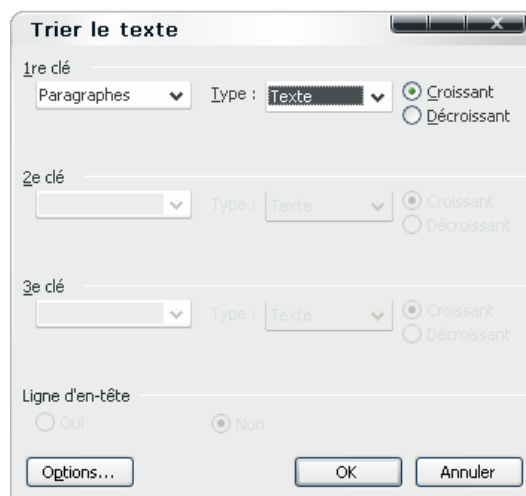 Trier le texte
1re clé
Paragraphes Type : Texte Croissant
Décroissant
2e clé
Type : Texte Croissant
Décroissant
3e clé
Type : Texte Croissant
Décroissant
Ligne d'en-tête
Oui Non
Options... OK Annuler